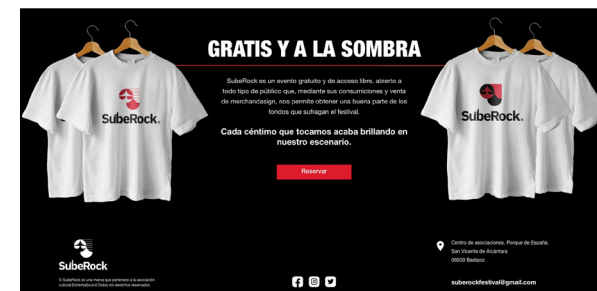 GRATIS Y A LA SOMBRA
SubeRock es un evento gratuito y de acceso libre, abierto a
todo tipo de público que, mediante sus consumiciones y venta
de merchandasign, nos permite obtener una buena parte de los
fondos que sufragan el festival.
Cada céntimo que tocamos acaba brillando en
nuestro escenario.
Reservar
SubeRock.
SubeRock.
SubeRock
© SubeRock es una marca que pertenece a la asociación
cultural ExtremaSound.Todos los derechos reservados.
Centro de asociaciones. Parque de España.
San Vicente de Alcántara
06500 Badajoz
suberockfestival@gmail.com